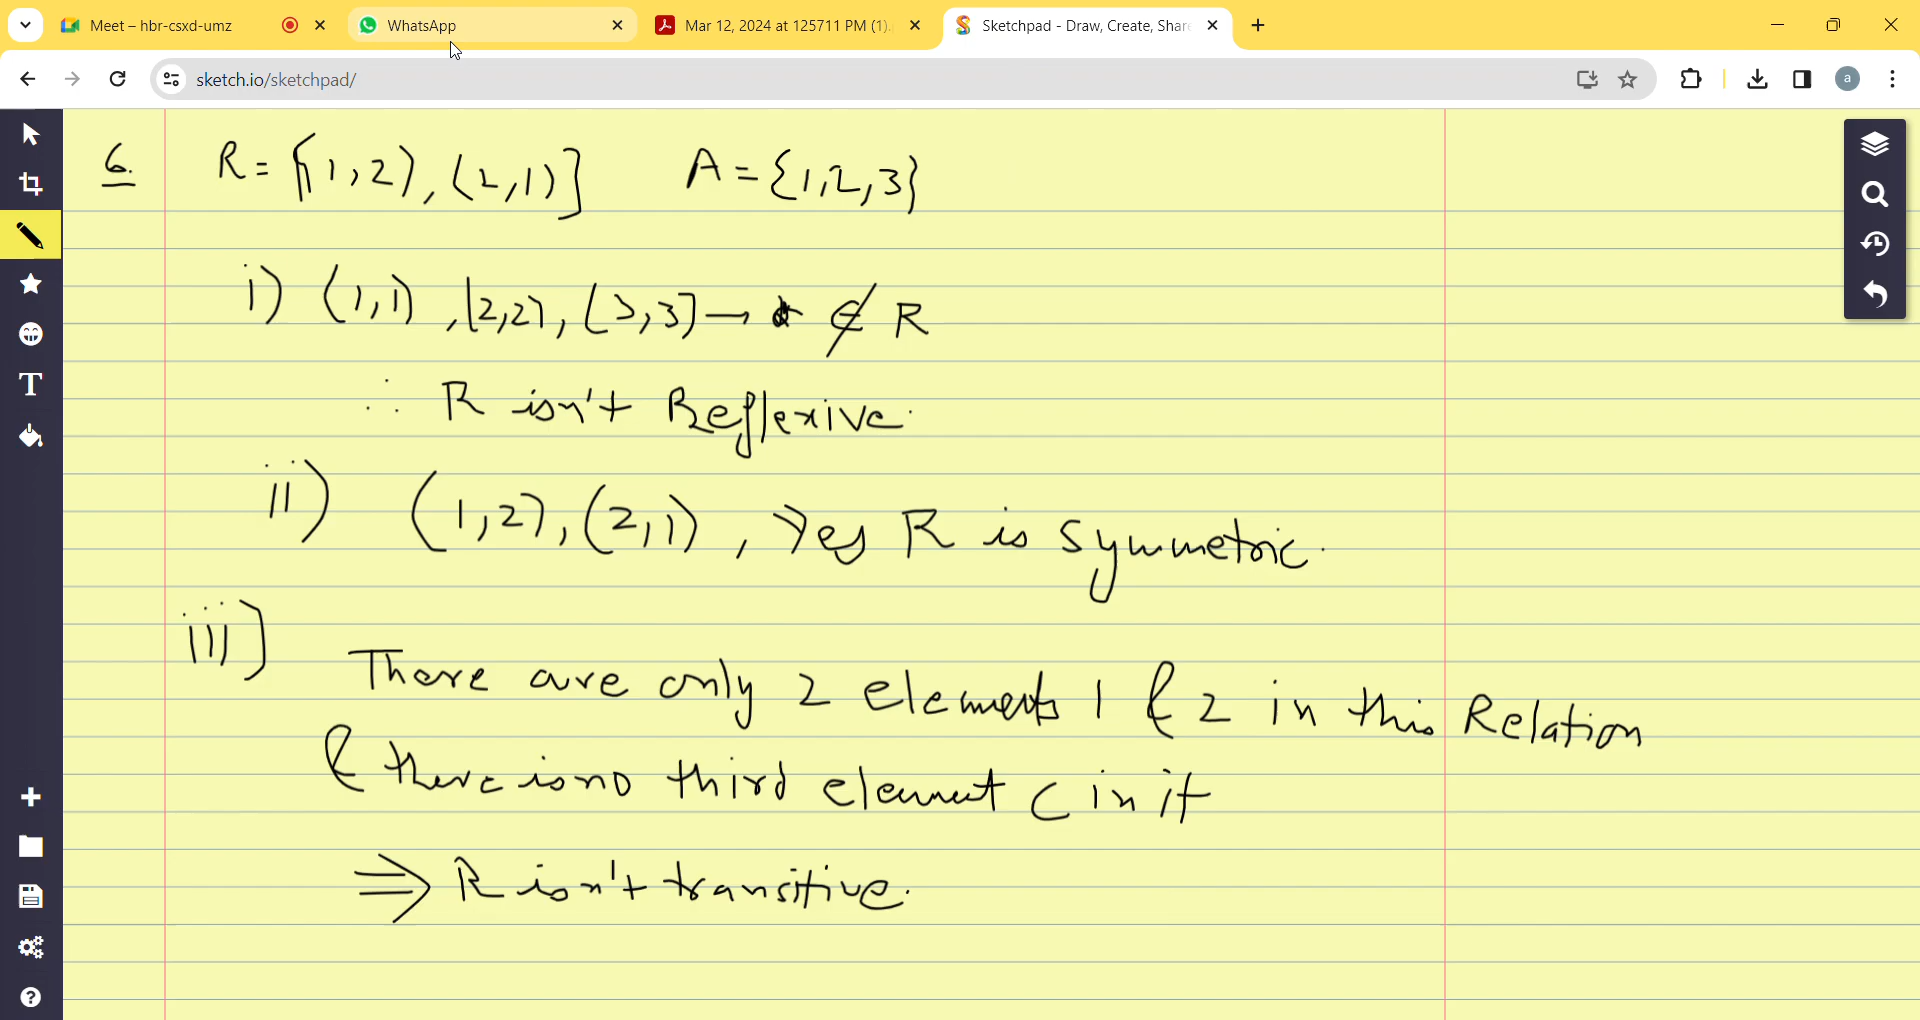 Meet – hbr-csxd-umz
WhatsApp
Mar 12, 2024 at 125711 PM (1).
Sketchpad - Draw, Create, Share
sketch.io/sketchpad/
a
6. R = {(1,2), (2,1)} A = {1,2,3}
i) (1,1), (2,2), (3,3) → ∉ R
∴ R isn't Reflexive.
ii) (1,2), (2,1), Yes R is symmetric.
iii) There are only 2 elements 1 & 2 in this Relation
& there is no third element c in it
⇒ R isn't transitive.
T